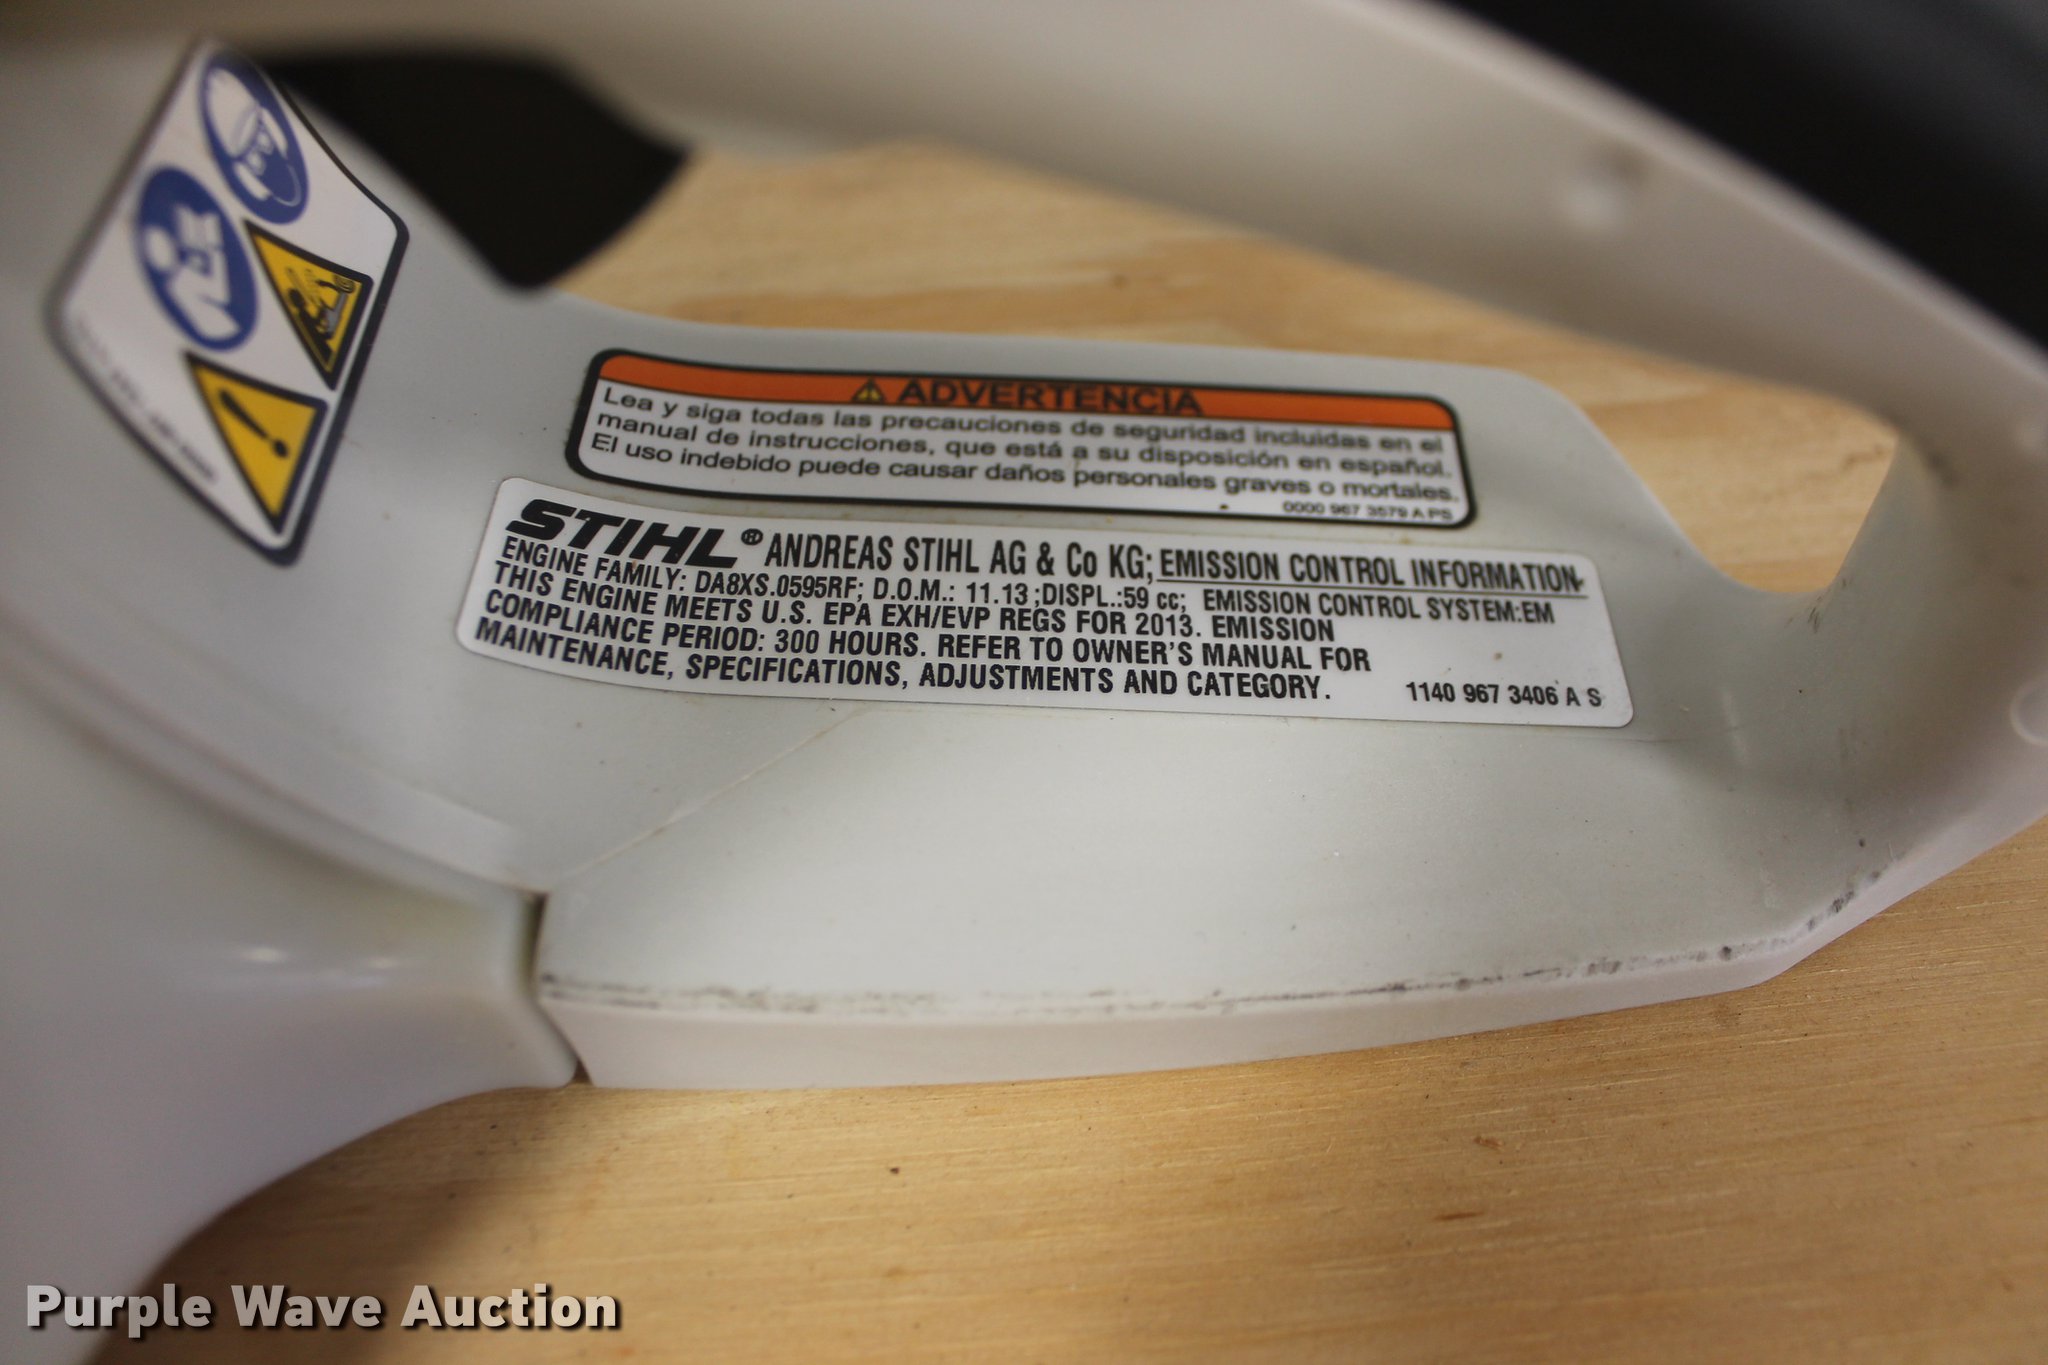 ⚠ ADVERTENCIA
Lea y siga todas las precauciones de seguridad incluidas en el
manual de instrucciones, que está a su disposición en español.
El uso indebido puede causar daños personales graves o mortales.
0000 967 3579 A PS
STIHL® ANDREAS STIHL AG & Co KG; EMISSION CONTROL INFORMATION
ENGINE FAMILY: DA8XS.0595RF; D.O.M.: 11.13 ;DISPL.:59 cc; EMISSION CONTROL SYSTEM:EM
THIS ENGINE MEETS U.S. EPA EXH/EVP REGS FOR 2013. EMISSION
COMPLIANCE PERIOD: 300 HOURS. REFER TO OWNER'S MANUAL FOR
MAINTENANCE, SPECIFICATIONS, ADJUSTMENTS AND CATEGORY.
1140 967 3406 A S
Purple Wave Auction